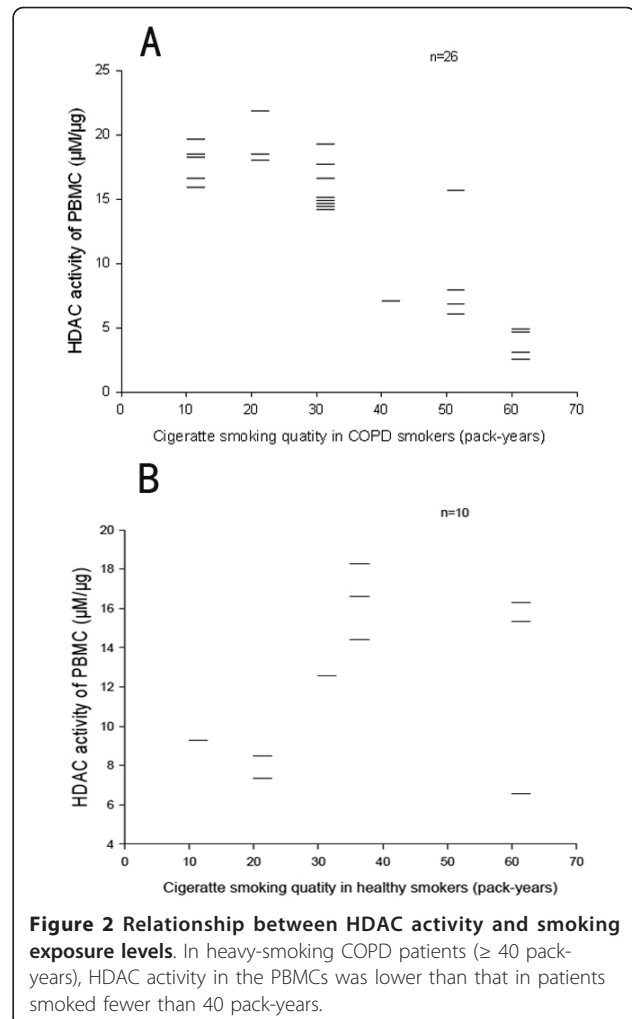 A
n=26
HDAC activity of PBMC (µM/µg)
25
20
15
10
5
0
0 10 20 30 40 50 60 70
Cigeratte smoking quatity in COPD smokers (pack-years)
B
n=10
HDAC activity of PBMC (µM/µg)
20
18
16
14
12
10
8
6
4
0 10 20 30 40 50 60 70
Cigeratte smoking quatity in healthy smokers (pack-years)
Figure 2 Relationship between HDAC activity and smoking
exposure levels. In heavy-smoking COPD patients (≥ 40 pack-
years), HDAC activity in the PBMCs was lower than that in patients
smoked fewer than 40 pack-years.